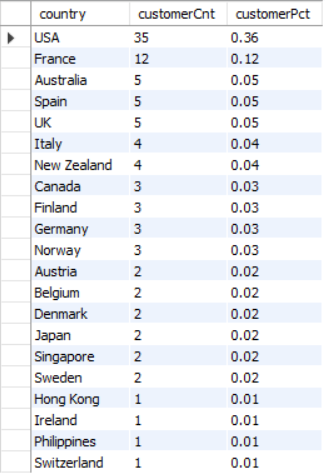 country customerCnt customerPct
USA 35 0.36
France 12 0.12
Australia 5 0.05
Spain 5 0.05
UK 5 0.05
Italy 4 0.04
New Zealand 4 0.04
Canada 3 0.03
Finland 3 0.03
Germany 3 0.03
Norway 3 0.03
Austria 2 0.02
Belgium 2 0.02
Denmark 2 0.02
Japan 2 0.02
Singapore 2 0.02
Sweden 2 0.02
Hong Kong 1 0.01
Ireland 1 0.01
Philippines 1 0.01
Switzerland 1 0.01